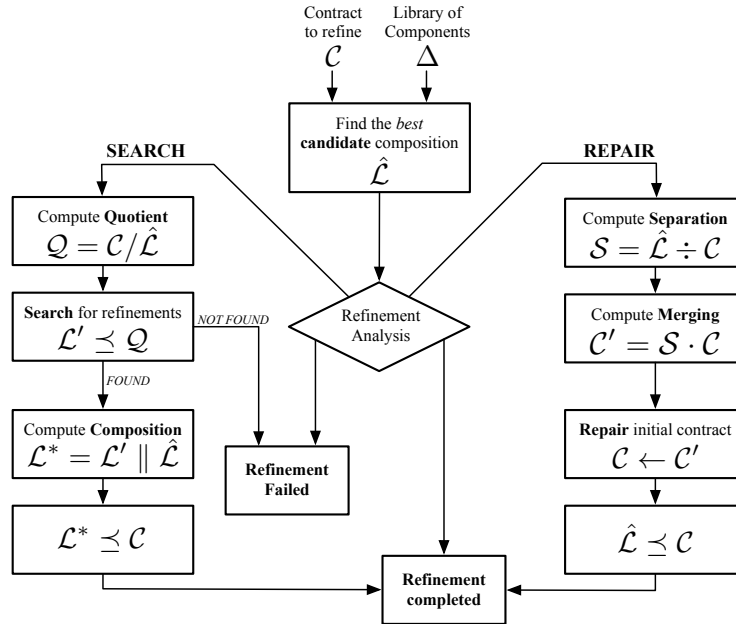 Contract
to refine
𝒞
Library of
Components
Δ
Find the best
candidate composition
ℒ̂
SEARCH
REPAIR
Compute Quotient
𝒬 = 𝒞/ℒ̂
Search for refinements
ℒ′ ⪯ 𝒬
NOT FOUND
FOUND
Compute Composition
ℒ* = ℒ′ ∥ ℒ̂
ℒ* ⪯ 𝒞
Refinement
Analysis
Refinement
Failed
Compute Separation
𝒮 = ℒ̂ ÷ 𝒞
Compute Merging
𝒞′ = 𝒮 · 𝒞
Repair initial contract
𝒞 ← 𝒞′
ℒ̂ ⪯ 𝒞
Refinement
completed